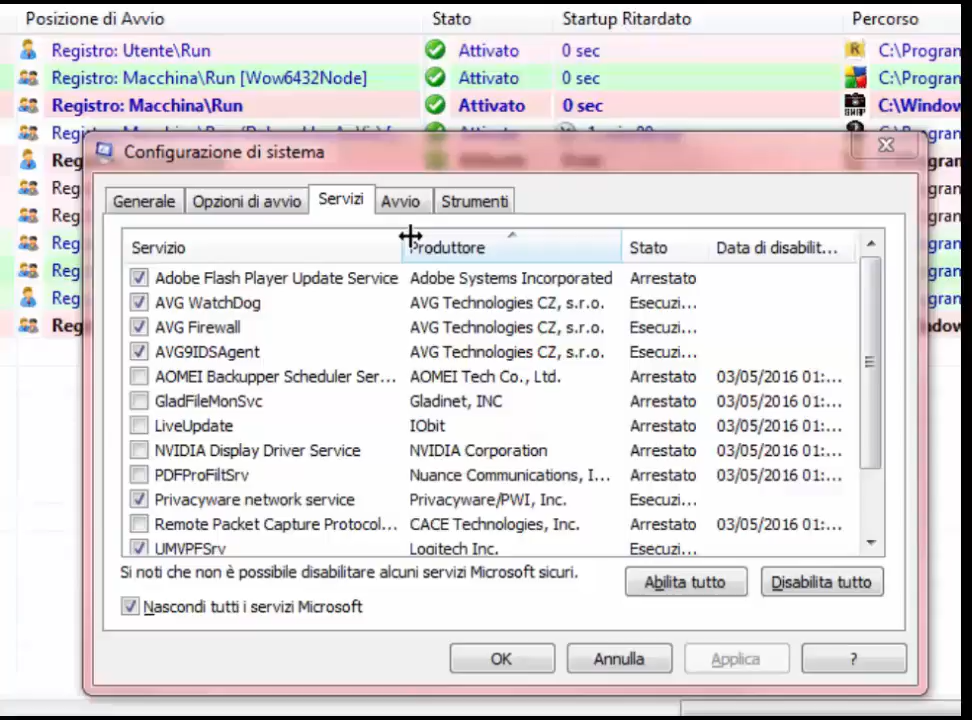 Posizione di Avvio Stato Startup Ritardato Percorso
Registro: Utente\Run Attivato 0 sec C:\Program
Registro: Macchina\Run [Wow6432Node] Attivato 0 sec C:\Program
Registro: Macchina\Run Attivato 0 sec C:\Window
Configurazione di sistema
Generale Opzioni di avvio Servizi Avvio Strumenti
Servizio Produttore Stato Data di disabilit...
Adobe Flash Player Update Service Adobe Systems Incorporated Arrestato
AVG WatchDog AVG Technologies CZ, s.r.o. Esecuzi...
AVG Firewall AVG Technologies CZ, s.r.o. Esecuzi...
AVG9IDSAgent AVG Technologies CZ, s.r.o. Esecuzi...
AOMEI Backupper Scheduler Ser... AOMEI Tech Co., Ltd. Arrestato 03/05/2016 01:...
GladFileMonSvc Gladinet, INC Arrestato 03/05/2016 01:...
LiveUpdate IObit Arrestato 03/05/2016 01:...
NVIDIA Display Driver Service NVIDIA Corporation Arrestato 03/05/2016 01:...
PDFProFiltSrv Nuance Communications, I... Arrestato 03/05/2016 01:...
Privacyware network service Privacyware/PWI, Inc. Esecuzi...
Remote Packet Capture Protocol... CACE Technologies, Inc. Arrestato 03/05/2016 01:...
UMVPFSrv Logitech Inc. Esecuzi...
Si noti che non è possibile disabilitare alcuni servizi Microsoft sicuri.
Abilita tutto Disabilita tutto
Nascondi tutti i servizi Microsoft
OK Annulla Applica ?